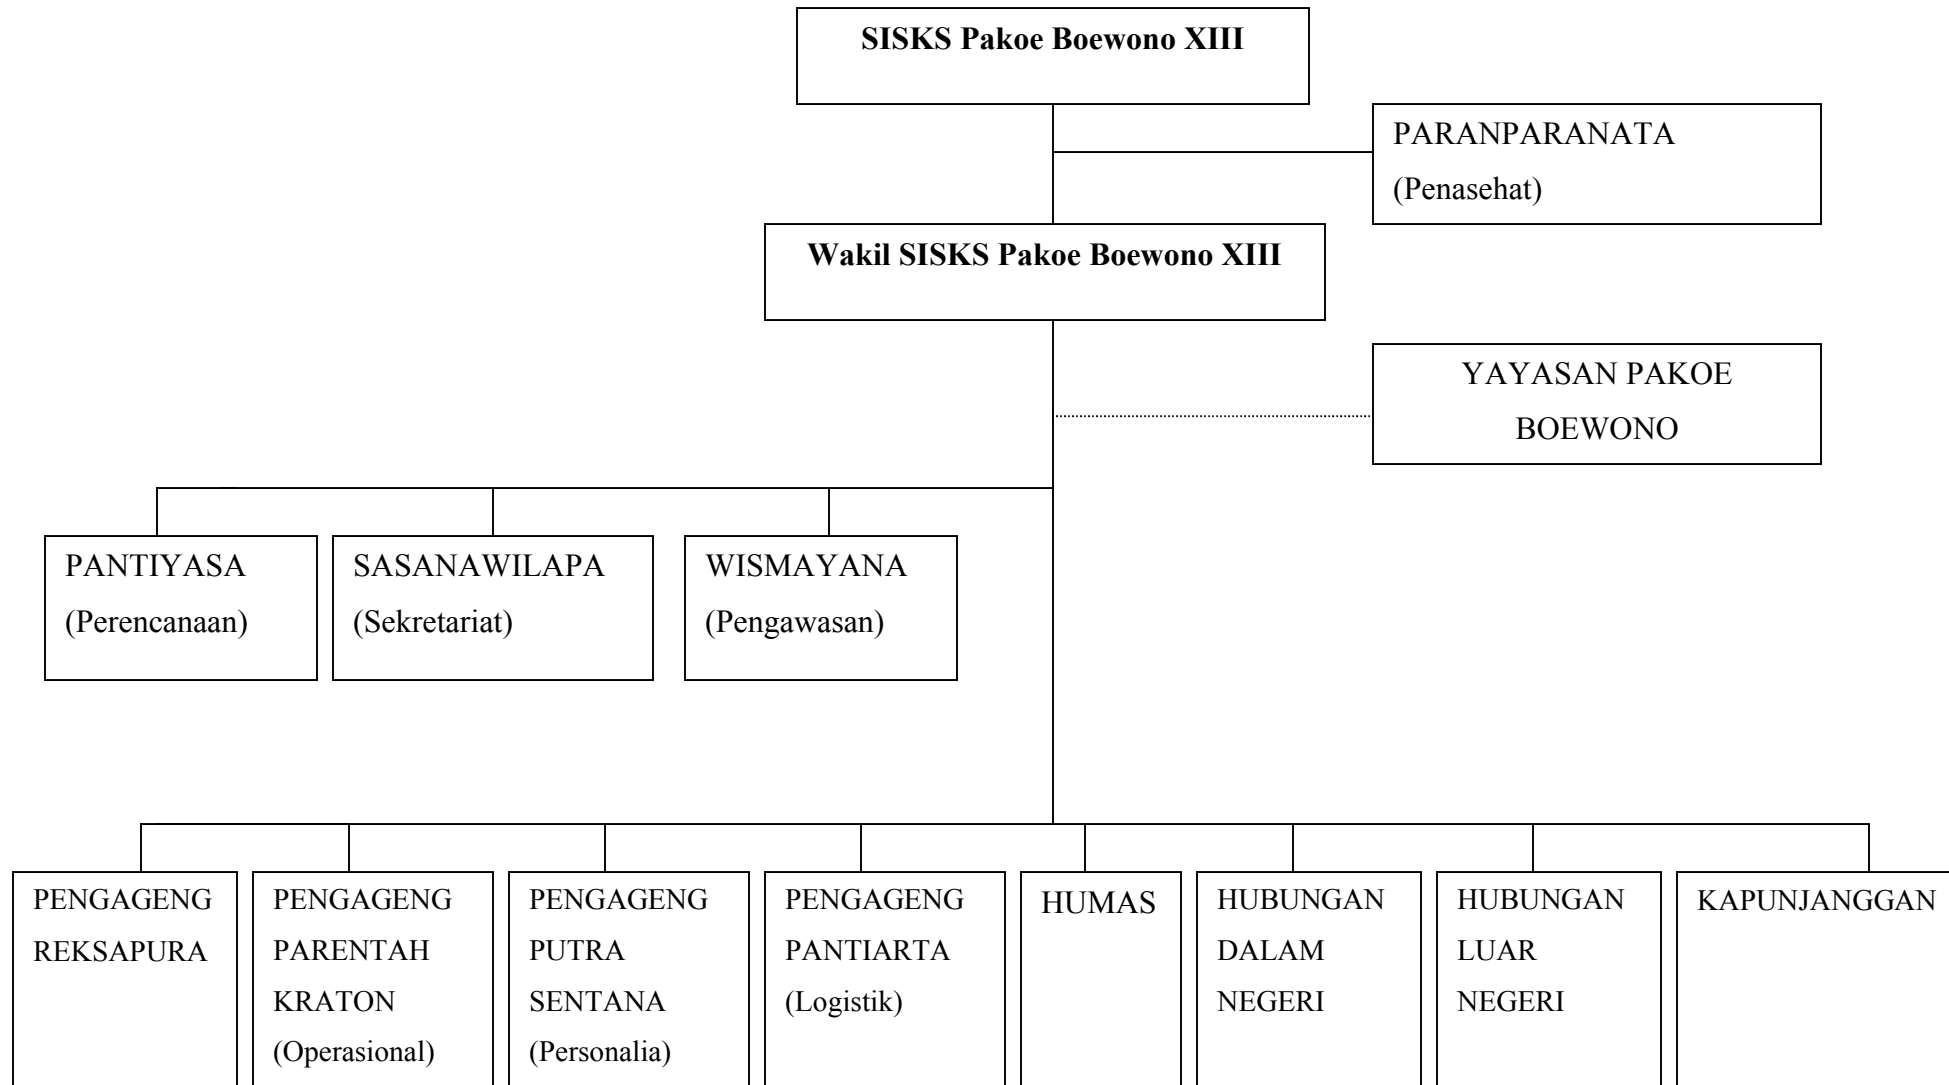 SISKS Pakoe Boewono XIII
PARANPARANATA
(Penasehat)
Wakil SISKS Pakoe Boewono XIII
YAYASAN PAKOE
BOEWONO
PANTIYASA
(Perencanaan)
SASANAWILAPA
(Sekretariat)
WISMAYANA
(Pengawasan)
PENGAGENG
REKSAPURA
PENGAGENG
PARENTAH
KRATON
(Operasional)
PENGAGENG
PUTRA
SENTANA
(Personalia)
PENGAGENG
PANTIARTA
(Logistik)
HUMAS
HUBUNGAN
DALAM
NEGERI
HUBUNGAN
LUAR
NEGERI
KAPUNJANGGAN